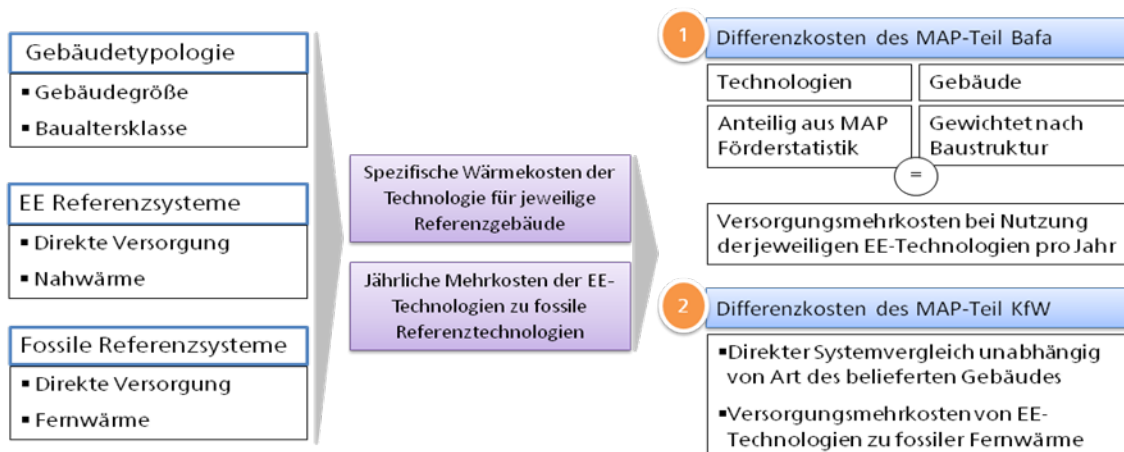 Gebäudetypologie
▪ Gebäudegröße
▪ Baualtersklasse
EE Referenzsysteme
▪ Direkte Versorgung
▪ Nahwärme
Fossile Referenzsysteme
▪ Direkte Versorgung
▪ Fernwärme
Spezifische Wärmekosten der
Technologie für jeweilige
Referenzgebäude
Jährliche Mehrkosten der EE-
Technologien zu fossile
Referenztechnologien
1
Differenzkosten des MAP-Teil Bafa
Technologien
Gebäude
Anteilig aus MAP
Förderstatistik
Gewichtet nach
Baustruktur
=
Versorgungsmehrkosten bei Nutzung
der jeweiligen EE-Technologien pro Jahr
2
Differenzkosten des MAP-Teil KfW
▪Direkter Systemvergleich unabhängig
von Art des belieferten Gebäudes
▪Versorgungsmehrkosten von EE-
Technologien zu fossiler Fernwärme